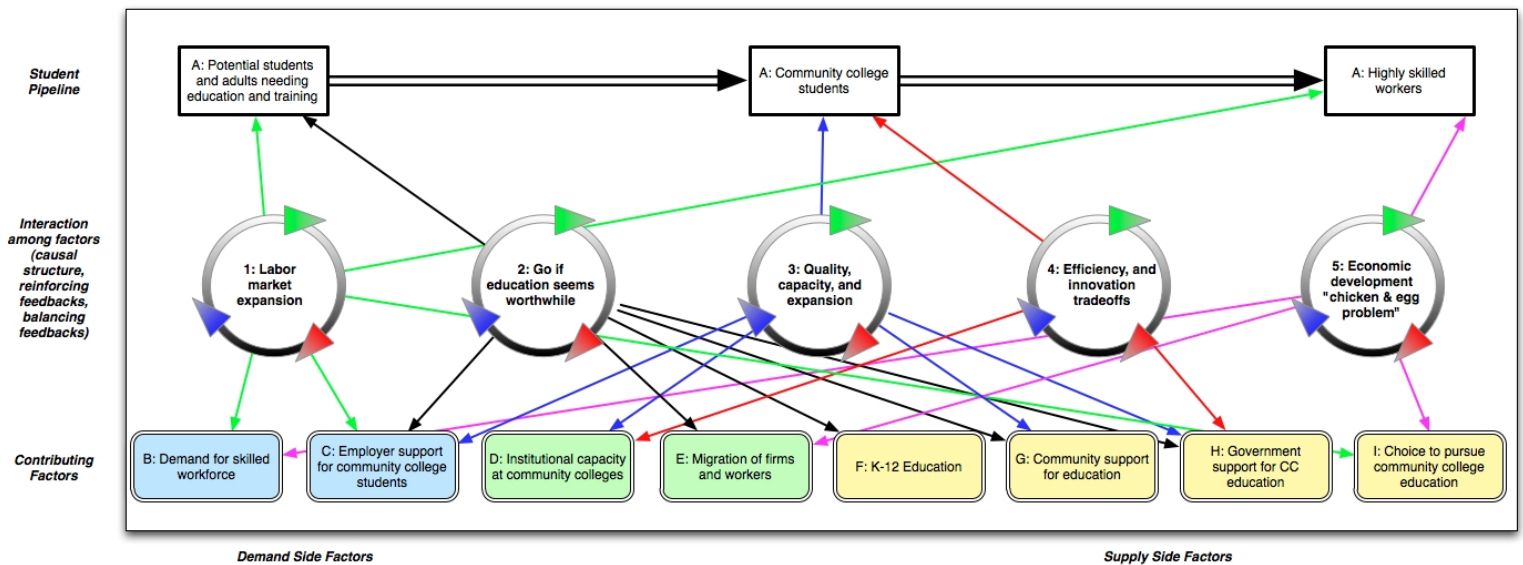 Student
Pipeline
A: Potential students
and adults needing
education and training
A: Community college
students
A: Highly skilled
workers
Interaction
among factors
(causal
structure,
reinforcing
feedbacks,
balancing
feedbacks)
1: Labor
market
expansion
2: Go if
education seems
worthwhile
3: Quality,
capacity, and
expansion
4: Efficiency, and
innovation
tradeoffs
5: Economic
development
"chicken & egg
problem"
Contributing
Factors
B: Demand for skilled
workforce
C: Employer support
for community college
students
D: Institutional capacity
at community colleges
E: Migration of firms
and workers
F: K-12 Education
G: Community support
for education
H: Government
support for CC
education
I: Choice to pursue
community college
education
Demand Side Factors
Supply Side Factors